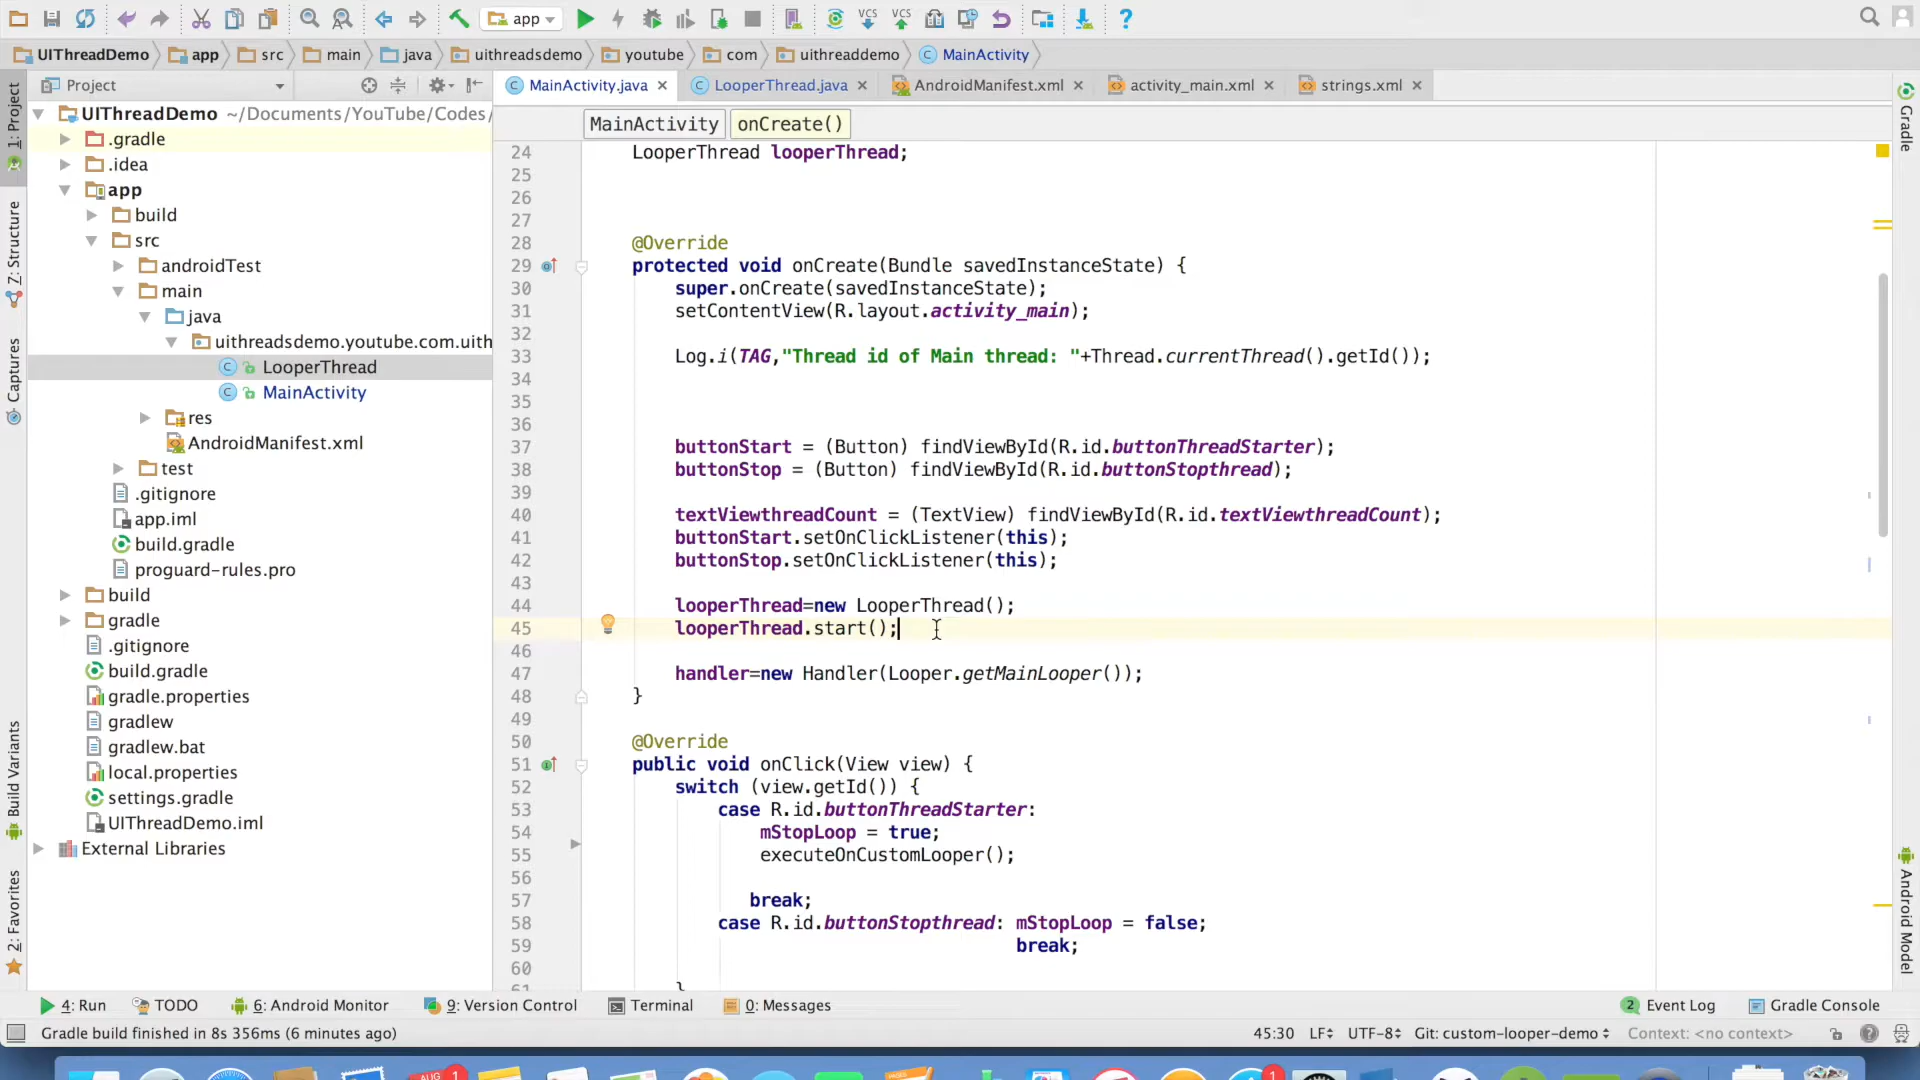 app
VCS
VCS
UIThreadDemo
app
src
main
java
uithreadsdemo
youtube
com
uithreaddemo
MainActivity
Project
MainActivity.java
LooperThread.java
AndroidManifest.xml
activity_main.xml
strings.xml
MainActivity
onCreate()
1: Project
Z: Structure
Captures
Build Variants
2: Favorites
UIThreadDemo ~/Documents/YouTube/Codes/
.gradle
.idea
app
build
src
androidTest
main
java
uithreadsdemo.youtube.com.uith
LooperThread
MainActivity
res
AndroidManifest.xml
test
.gitignore
app.iml
build.gradle
proguard-rules.pro
build
gradle
.gitignore
build.gradle
gradle.properties
gradlew
gradlew.bat
local.properties
settings.gradle
UIThreadDemo.iml
External Libraries
24 LooperThread looperThread;
25
26
27
28 @Override
29 protected void onCreate(Bundle savedInstanceState) {
30 super.onCreate(savedInstanceState);
31 setContentView(R.layout.activity_main);
32
33 Log.i(TAG,"Thread id of Main thread: "+Thread.currentThread().getId());
34
35
36
37 buttonStart = (Button) findViewById(R.id.buttonThreadStarter);
38 buttonStop = (Button) findViewById(R.id.buttonStopthread);
39
40 textViewthreadCount = (TextView) findViewById(R.id.textViewthreadCount);
41 buttonStart.setOnClickListener(this);
42 buttonStop.setOnClickListener(this);
43
44 looperThread=new LooperThread();
45 looperThread.start();
46
47 handler=new Handler(Looper.getMainLooper());
48 }
49
50 @Override
51 public void onClick(View view) {
52 switch (view.getId()) {
53 case R.id.buttonThreadStarter:
54 mStopLoop = true;
55 executeOnCustomLooper();
56
57 break;
58 case R.id.buttonStopthread: mStopLoop = false;
59 break;
60
61 }
Gradle
Android Model
4: Run
TODO
6: Android Monitor
9: Version Control
Terminal
0: Messages
2 Event Log
Gradle Console
Gradle build finished in 8s 356ms (6 minutes ago)
45:30
LF
UTF-8
Git: custom-looper-demo
Context: <no context>
AUG
1
1